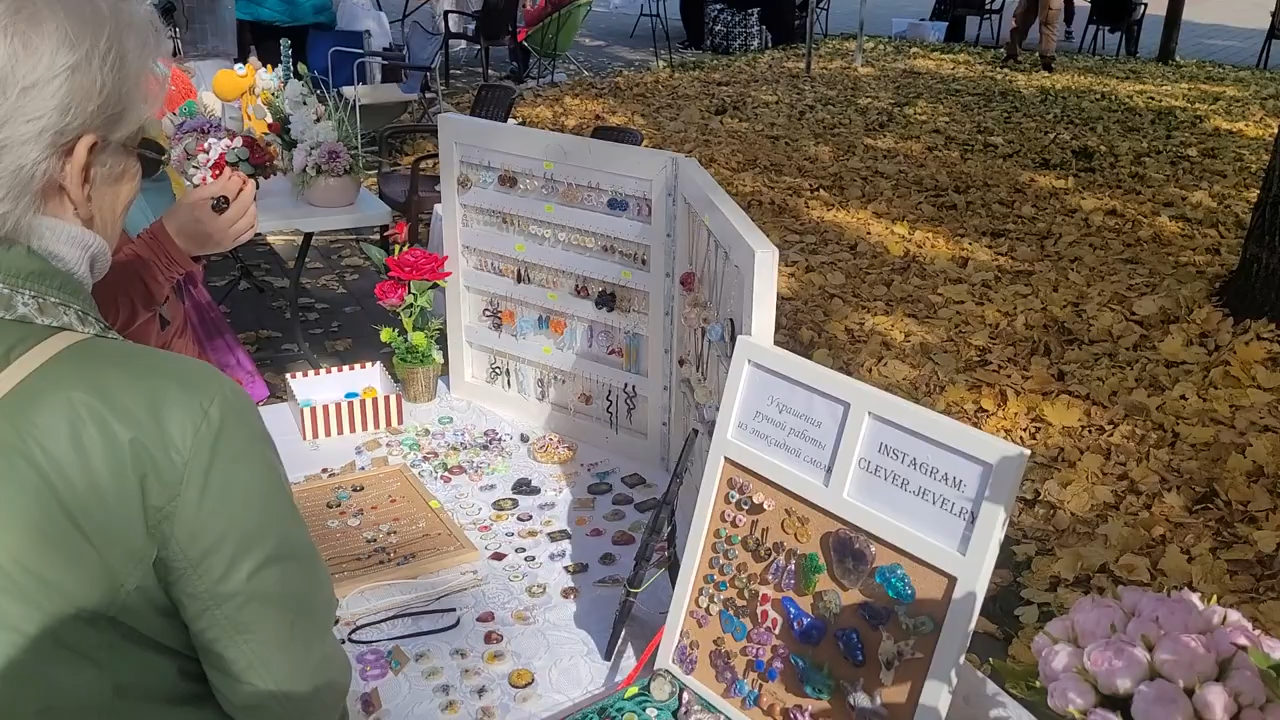 Украшения
ручной работы
из эпоксидной смолы
INSTAGRAM:
CLEVER.JEVELRY